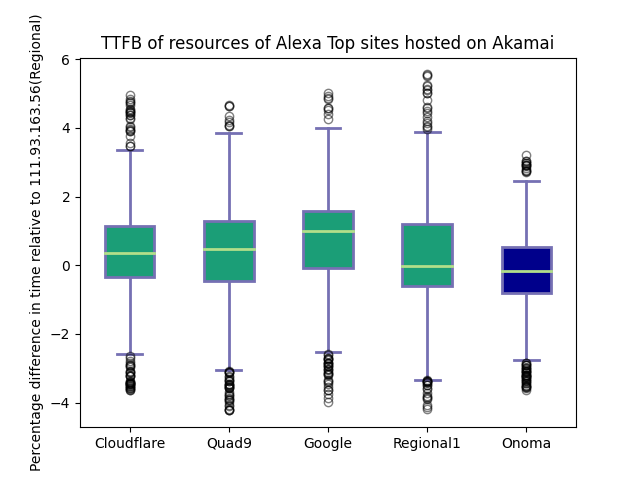 TTFB of resources of Alexa Top sites hosted on Akamai
Percentage difference in time relative to 111.93.163.56(Regional)
6
4
2
0
−2
−4
Cloudflare Quad9 Google Regional1 Onoma